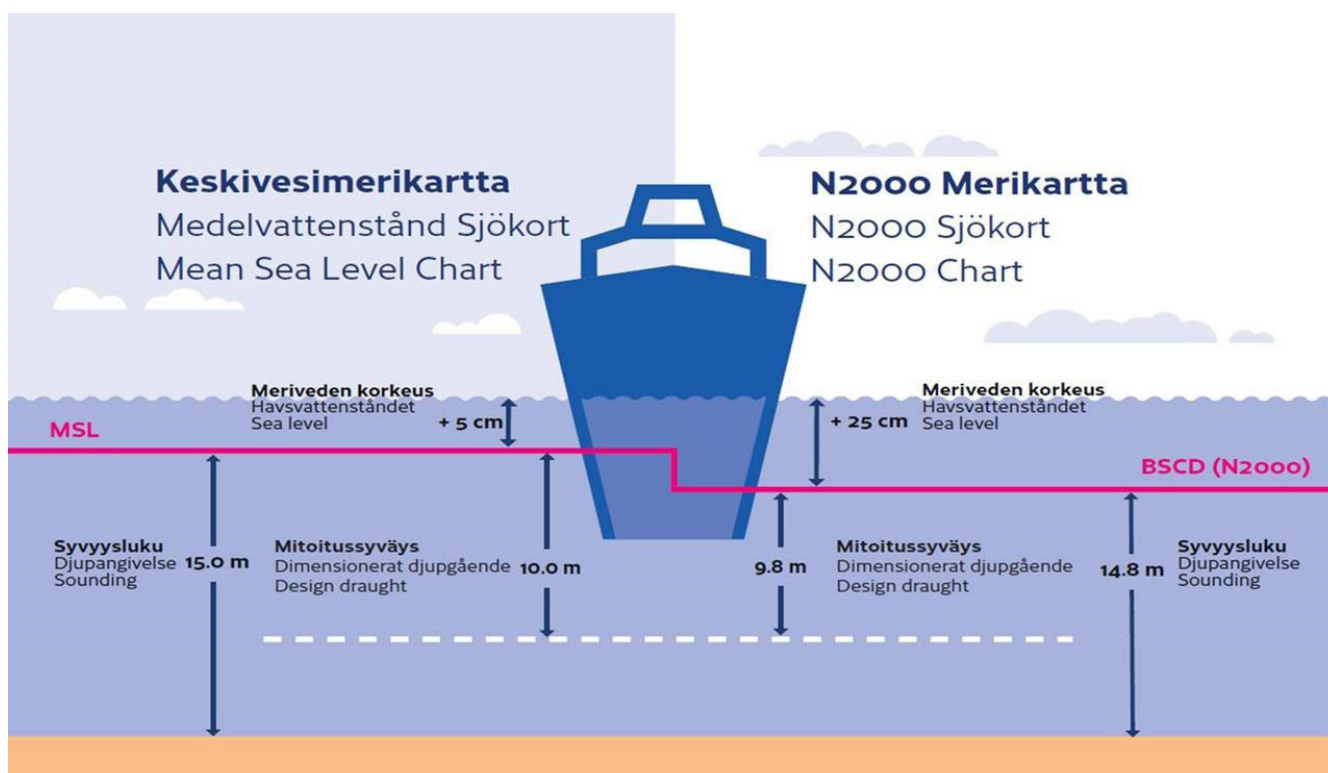 Keskivesimerikartta
Medelvattenstånd Sjökort
Mean Sea Level Chart
N2000 Merikartta
N2000 Sjökort
N2000 Chart
Meriveden korkeus
Havsvattenståndet
Sea level
+ 5 cm
+ 25 cm
Meriveden korkeus
Havsvattenståndet
Sea level
MSL
BSCD (N2000)
Syvyysluku
Djupangivelse
Sounding
15.0 m
Mitoitussyväys
Dimensionerat djupgående
Design draught
10.0 m
9.8 m
Mitoitussyväys
Dimensionerat djupgående
Design draught
14.8 m
Syvyysluku
Djupangivelse
Sounding